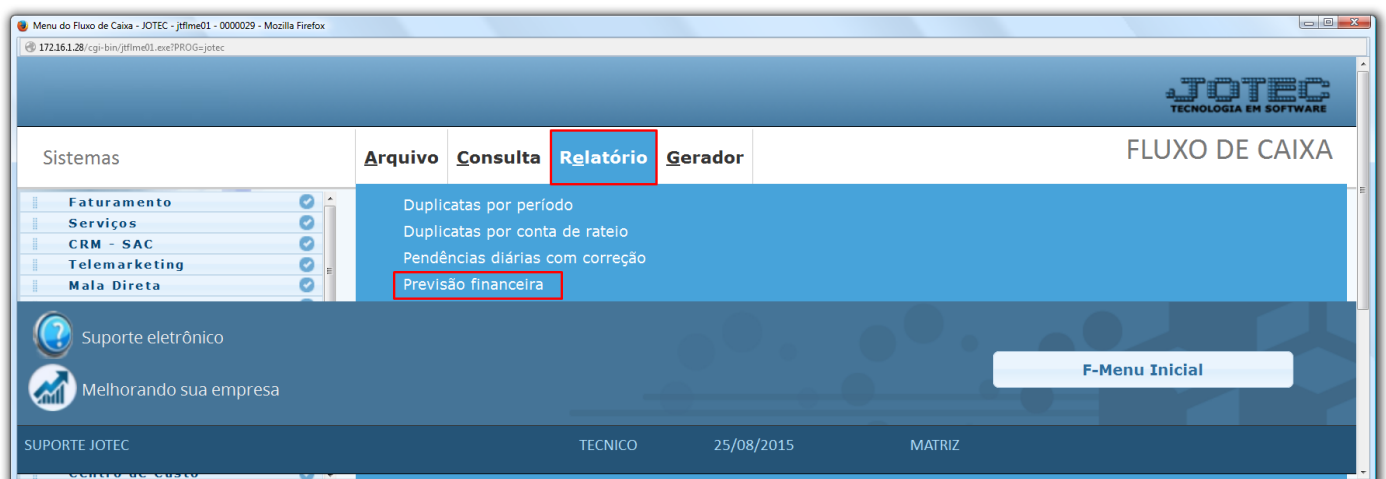 Menu do Fluxo de Caixa - JOTEC - jtflme01 - 0000029 - Mozilla Firefox
172.16.1.28/cgi-bin/jtflme01.exe?PROG=jotec
JOTEC
TECNOLOGIA EM SOFTWARE
Sistemas
Arquivo Consulta Relatório Gerador
FLUXO DE CAIXA
Faturamento
Serviços
CRM - SAC
Telemarketing
Mala Direta
Duplicatas por período
Duplicatas por conta de rateio
Pendências diárias com correção
Previsão financeira
Suporte eletrônico
Melhorando sua empresa
F-Menu Inicial
SUPORTE JOTEC TECNICO 25/08/2015 MATRIZ
Centro de Custo